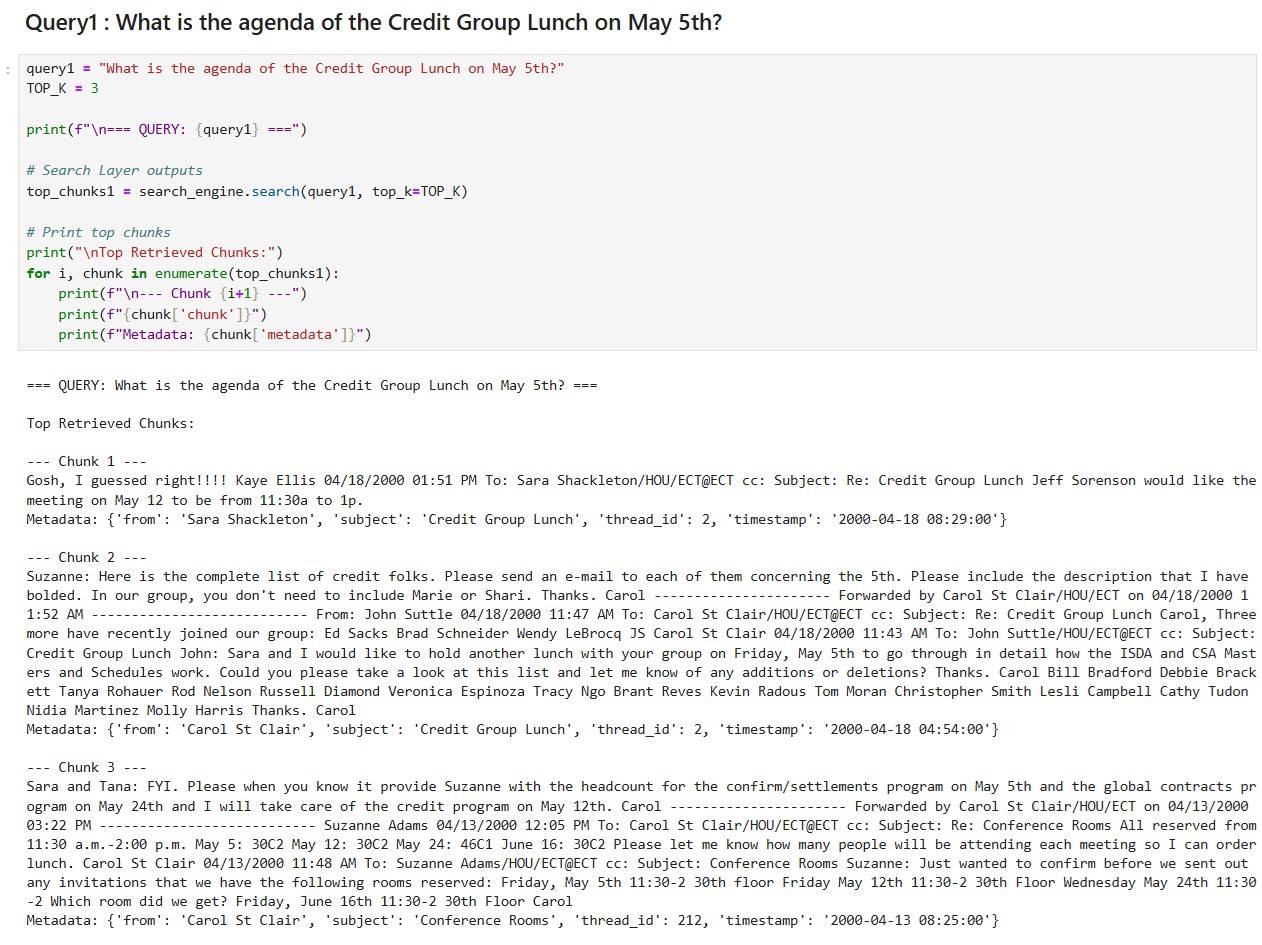 Query1 : What is the agenda of the Credit Group Lunch on May 5th?
:
query1 = "What is the agenda of the Credit Group Lunch on May 5th?"
TOP_K = 3
print(f"\n=== QUERY: {query1} ===")
# Search Layer outputs
top_chunks1 = search_engine.search(query1, top_k=TOP_K)
# Print top chunks
print("\nTop Retrieved Chunks:")
for i, chunk in enumerate(top_chunks1):
    print(f"\n--- Chunk {i+1} ---")
    print(f"{chunk['chunk']}")
    print(f"Metadata: {chunk['metadata']}")
=== QUERY: What is the agenda of the Credit Group Lunch on May 5th? ===
Top Retrieved Chunks:
--- Chunk 1 ---
Gosh, I guessed right!!!! Kaye Ellis 04/18/2000 01:51 PM To: Sara Shackleton/HOU/ECT@ECT cc: Subject: Re: Credit Group Lunch Jeff Sorenson would like the
meeting on May 12 to be from 11:30a to 1p.
Metadata: {'from': 'Sara Shackleton', 'subject': 'Credit Group Lunch', 'thread_id': 2, 'timestamp': '2000-04-18 08:29:00'}
--- Chunk 2 ---
Suzanne: Here is the complete list of credit folks. Please send an e-mail to each of them concerning the 5th. Please include the description that I have
bolded. In our group, you don't need to include Marie or Shari. Thanks. Carol ---------------------- Forwarded by Carol St Clair/HOU/ECT on 04/18/2000 1
1:52 AM --------------------------- From: John Suttle 04/18/2000 11:47 AM To: Carol St Clair/HOU/ECT@ECT cc: Subject: Re: Credit Group Lunch Carol, Three
more have recently joined our group: Ed Sacks Brad Schneider Wendy LeBrocq JS Carol St Clair 04/18/2000 11:43 AM To: John Suttle/HOU/ECT@ECT cc: Subject:
Credit Group Lunch John: Sara and I would like to hold another lunch with your group on Friday, May 5th to go through in detail how the ISDA and CSA Mast
ers and Schedules work. Could you please take a look at this list and let me know of any additions or deletions? Thanks. Carol Bill Bradford Debbie Brack
ett Tanya Rohauer Rod Nelson Russell Diamond Veronica Espinoza Tracy Ngo Brant Reves Kevin Radous Tom Moran Christopher Smith Lesli Campbell Cathy Tudon
Nidia Martinez Molly Harris Thanks. Carol
Metadata: {'from': 'Carol St Clair', 'subject': 'Credit Group Lunch', 'thread_id': 2, 'timestamp': '2000-04-18 04:54:00'}
--- Chunk 3 ---
Sara and Tana: FYI. Please when you know it provide Suzanne with the headcount for the confirm/settlements program on May 5th and the global contracts pr
ogram on May 24th and I will take care of the credit program on May 12th. Carol ---------------------- Forwarded by Carol St Clair/HOU/ECT on 04/13/2000
03:22 PM --------------------------- Suzanne Adams 04/13/2000 12:05 PM To: Carol St Clair/HOU/ECT@ECT cc: Subject: Re: Conference Rooms All reserved from
11:30 a.m.-2:00 p.m. May 5: 30C2 May 12: 30C2 May 24: 46C1 June 16: 30C2 Please let me know how many people will be attending each meeting so I can order
lunch. Carol St Clair 04/13/2000 11:48 AM To: Suzanne Adams/HOU/ECT@ECT cc: Subject: Conference Rooms Suzanne: Just wanted to confirm before we sent out
any invitations that we have the following rooms reserved: Friday, May 5th 11:30-2 30th floor Friday May 12th 11:30-2 30th Floor Wednesday May 24th 11:30
-2 Which room did we get? Friday, June 16th 11:30-2 30th Floor Carol
Metadata: {'from': 'Carol St Clair', 'subject': 'Conference Rooms', 'thread_id': 212, 'timestamp': '2000-04-13 08:25:00'}